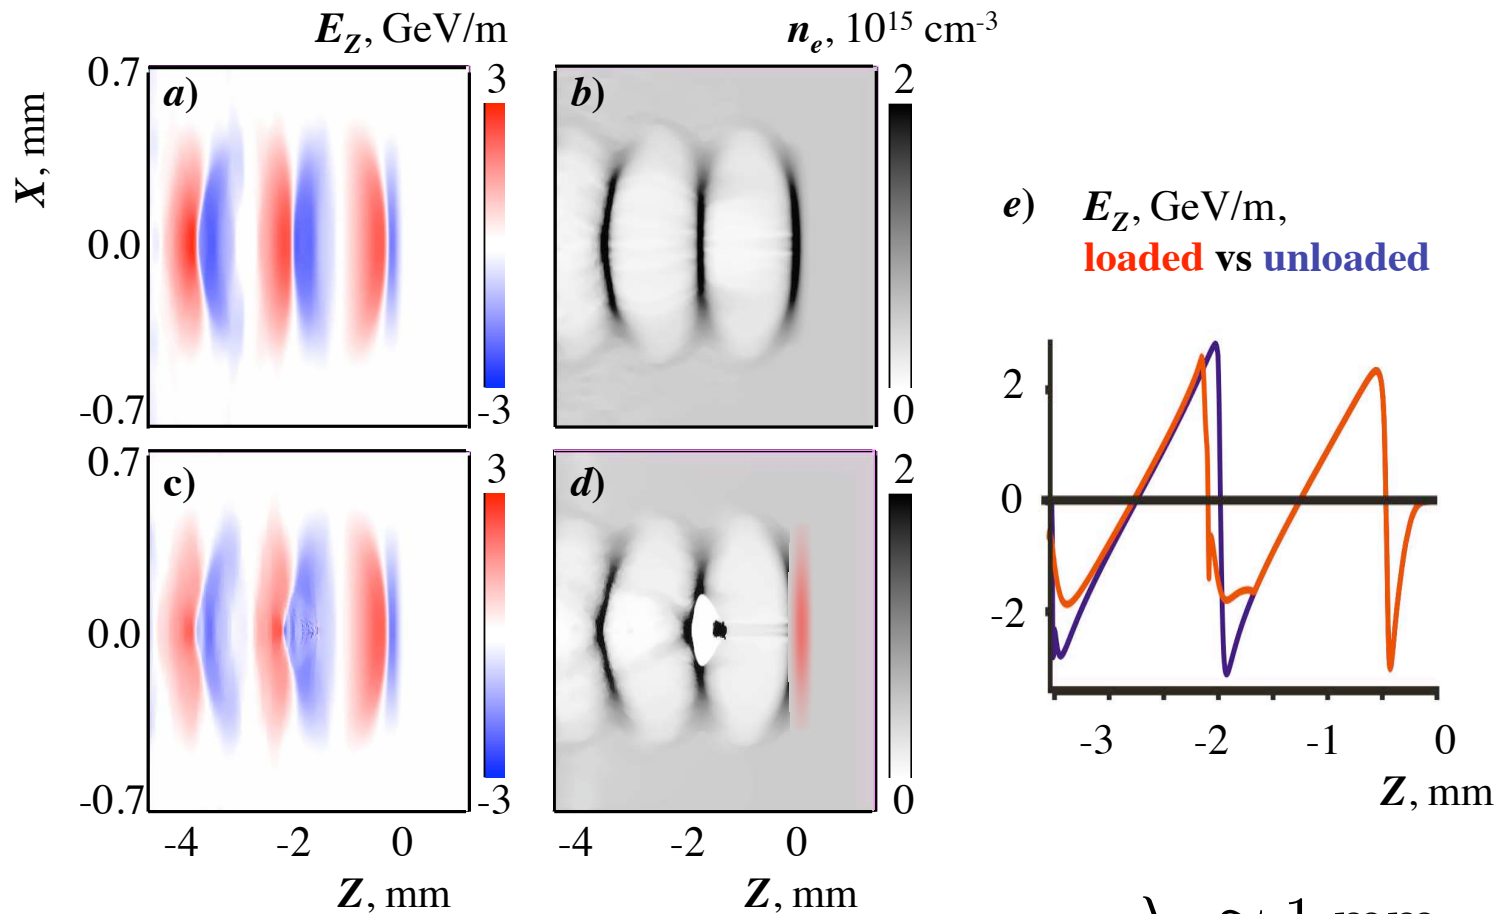 E_Z, GeV/m
n_e, 10^15 cm^-3
0.7
X, mm
0.0
-0.7
a)
3
-3
b)
2
0
0.7
0.0
-0.7
c)
3
-3
d)
2
0
-4 -2 0
Z, mm
-4 -2 0
Z, mm
e) E_Z, GeV/m,
loaded vs unloaded
2
0
-2
-3 -2 -1 0
Z, mm